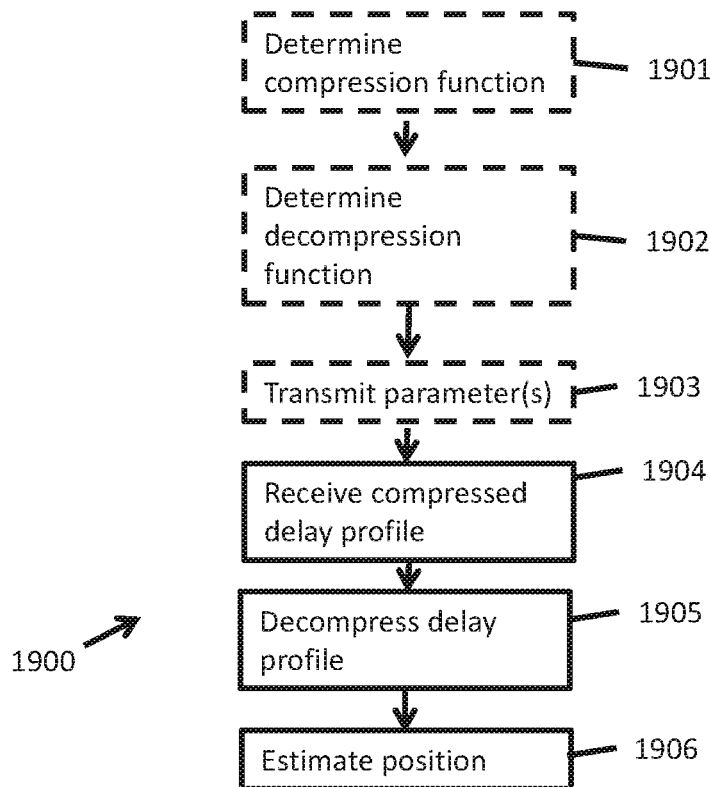 Determine
compression function
1901
Determine
decompression
function
1902
Transmit parameter(s)
1903
Receive compressed
delay profile
1904
Decompress delay
profile
1905
1900
Estimate position
1906